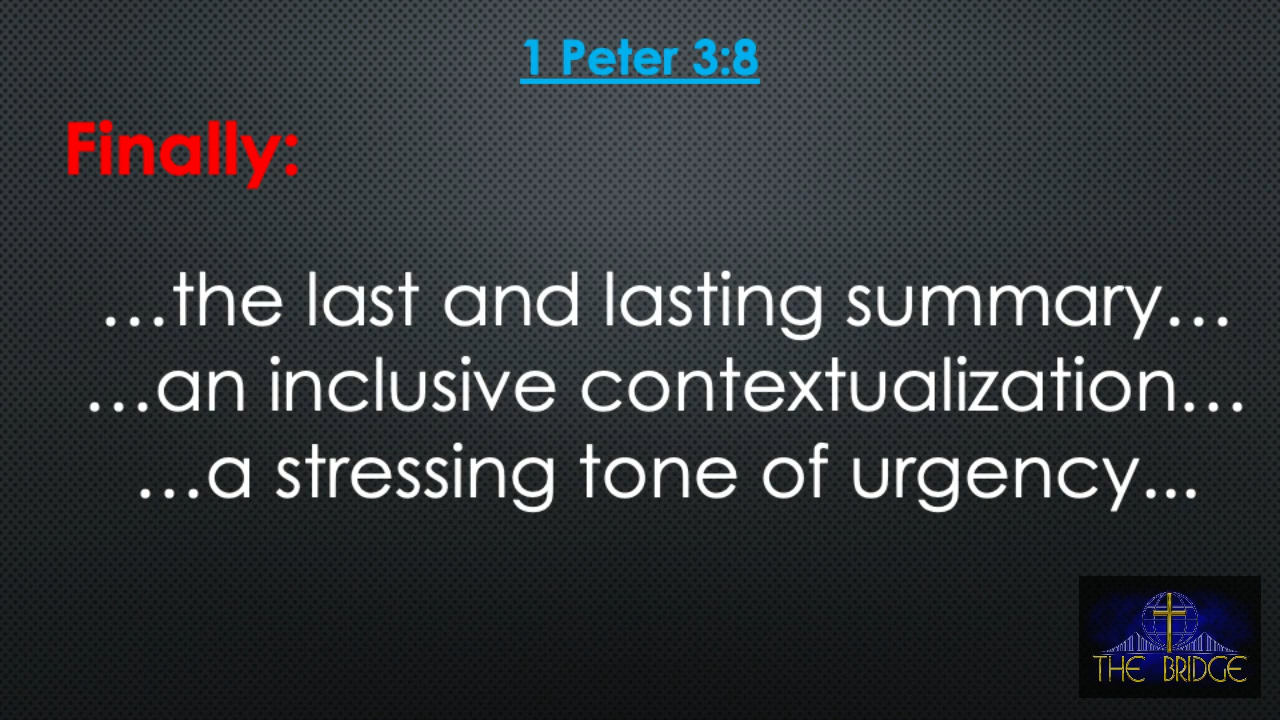 1 Peter 3:8
Finally:
…the last and lasting summary…
…an inclusive contextualization…
…a stressing tone of urgency...
THE BRIDGE